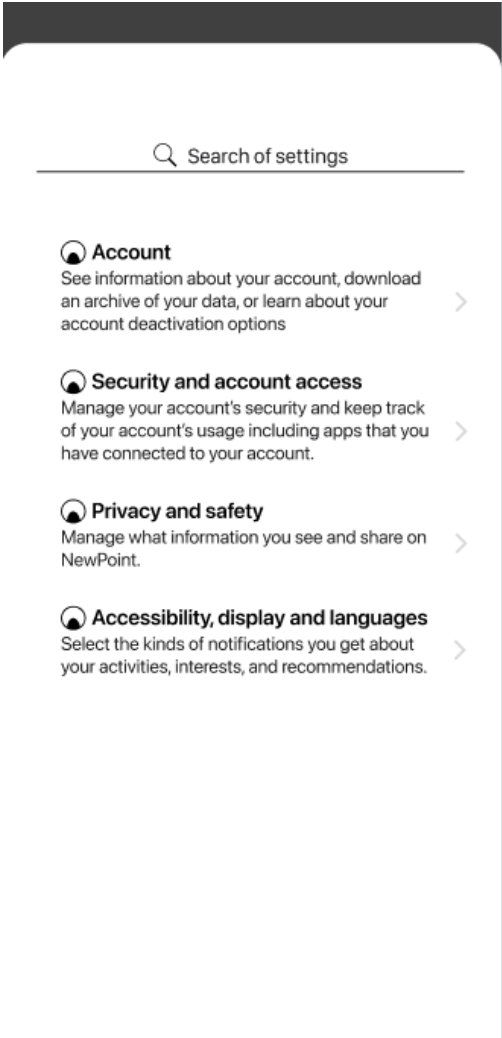 Search of settings
Account
See information about your account, download
an archive of your data, or learn about your
account deactivation options
Security and account access
Manage your account's security and keep track
of your account's usage including apps that you
have connected to your account.
Privacy and safety
Manage what information you see and share on
NewPoint.
Accessibility, display and languages
Select the kinds of notifications you get about
your activities, interests, and recommendations.